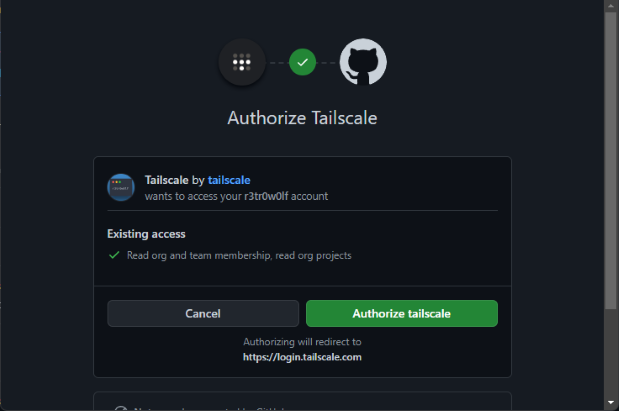 Authorize Tailscale
Tailscale by tailscale
wants to access your r3tr0w0lf account
Existing access
Read org and team membership, read org projects
Cancel
Authorize tailscale
Authorizing will redirect to
https://login.tailscale.com